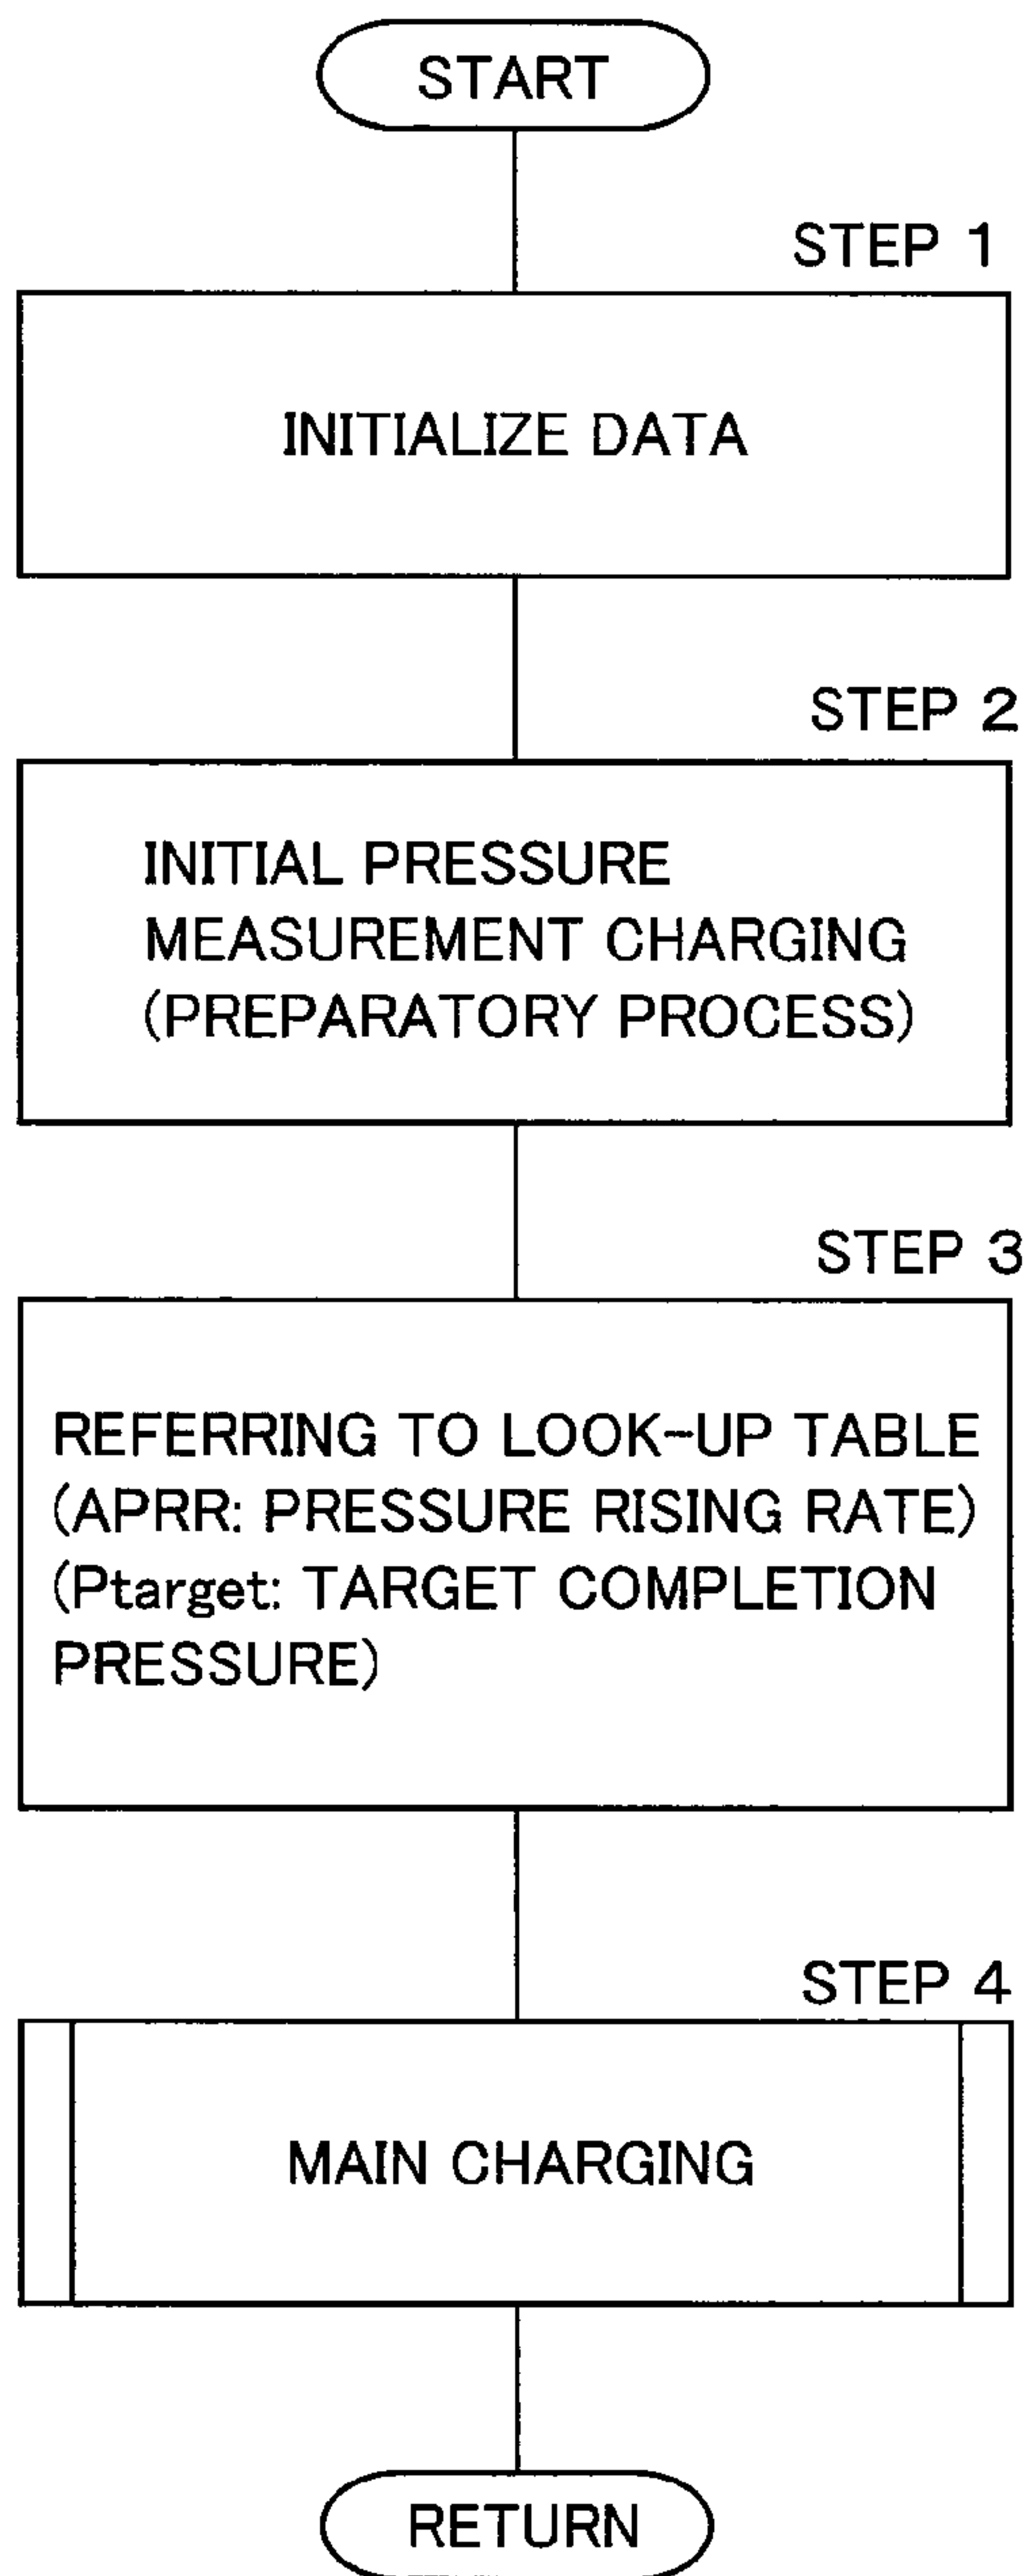 START
STEP 1
INITIALIZE DATA
STEP 2
INITIAL PRESSURE
MEASUREMENT CHARGING
(PREPARATORY PROCESS)
STEP 3
REFERRING TO LOOK-UP TABLE
(APRR: PRESSURE RISING RATE)
(Ptarget: TARGET COMPLETION
PRESSURE)
STEP 4
MAIN CHARGING
RETURN